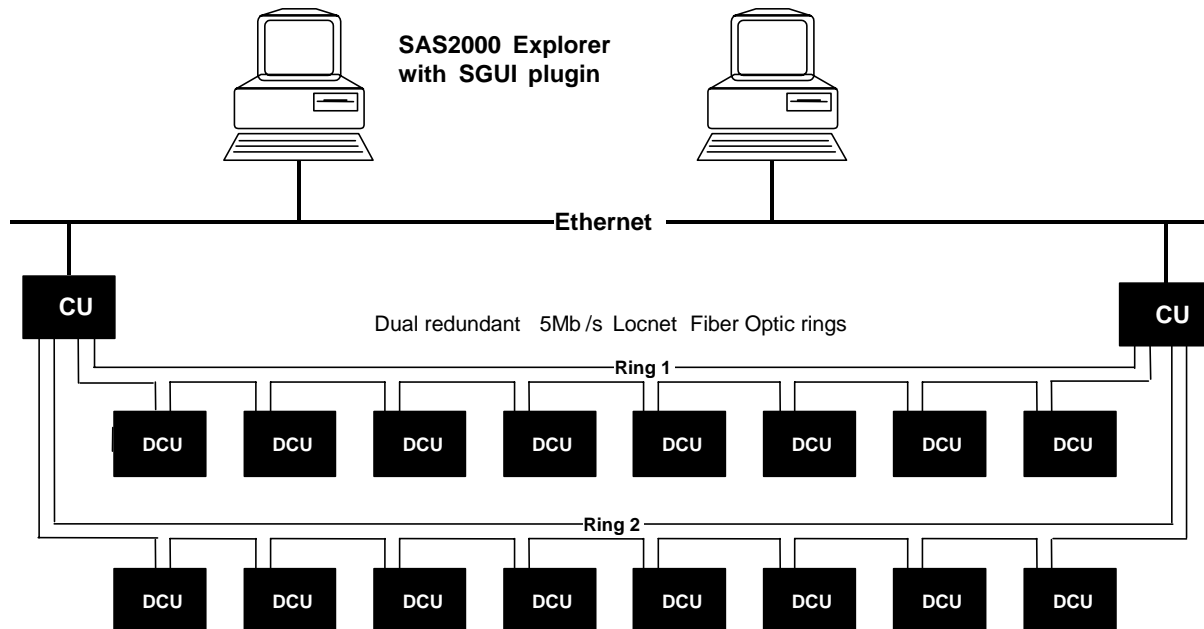 SAS2000 Explorer
with SGUI plugin
Ethernet
CU
CU
Dual redundant 5Mb /s Locnet Fiber Optic rings
Ring 1
DCU DCU DCU DCU DCU DCU DCU DCU
Ring 2
DCU DCU DCU DCU DCU DCU DCU DCU